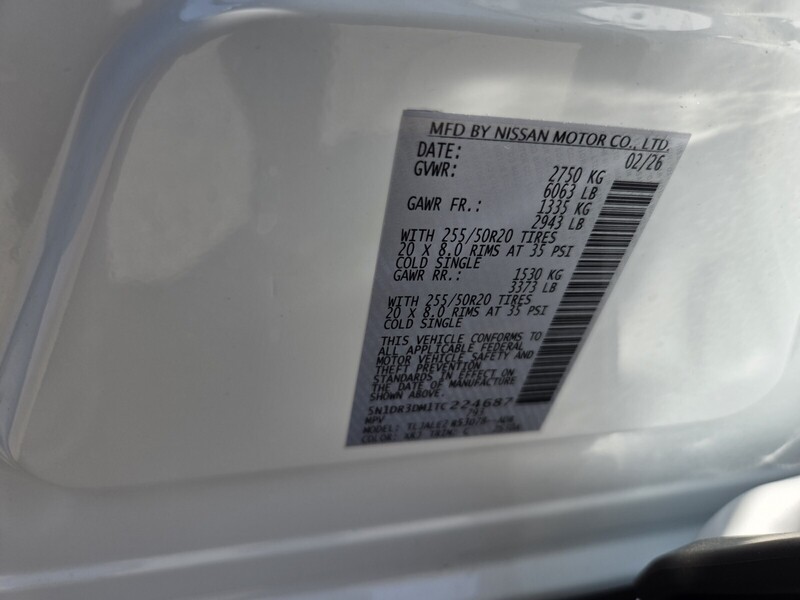 MFD BY NISSAN MOTOR CO., LTD.
DATE: 02/26
GVWR: 2750 KG
6063 LB
GAWR FR.: 1335 KG
2943 LB
WITH 255/50R20 TIRES
20 X 8.0 RIMS AT 35 PSI
COLD SINGLE
GAWR RR.: 1530 KG
3373 LB
WITH 255/50R20 TIRES
20 X 8.0 RIMS AT 35 PSI
COLD SINGLE
THIS VEHICLE CONFORMS TO
ALL APPLICABLE FEDERAL
MOTOR VEHICLE SAFETY AND
THEFT PREVENTION
STANDARDS IN EFFECT ON
THE DATE OF MANUFACTURE
SHOWN ABOVE.
5N1DR3DM1TC224687
MPV
MODEL:
COLOR: TRIM: